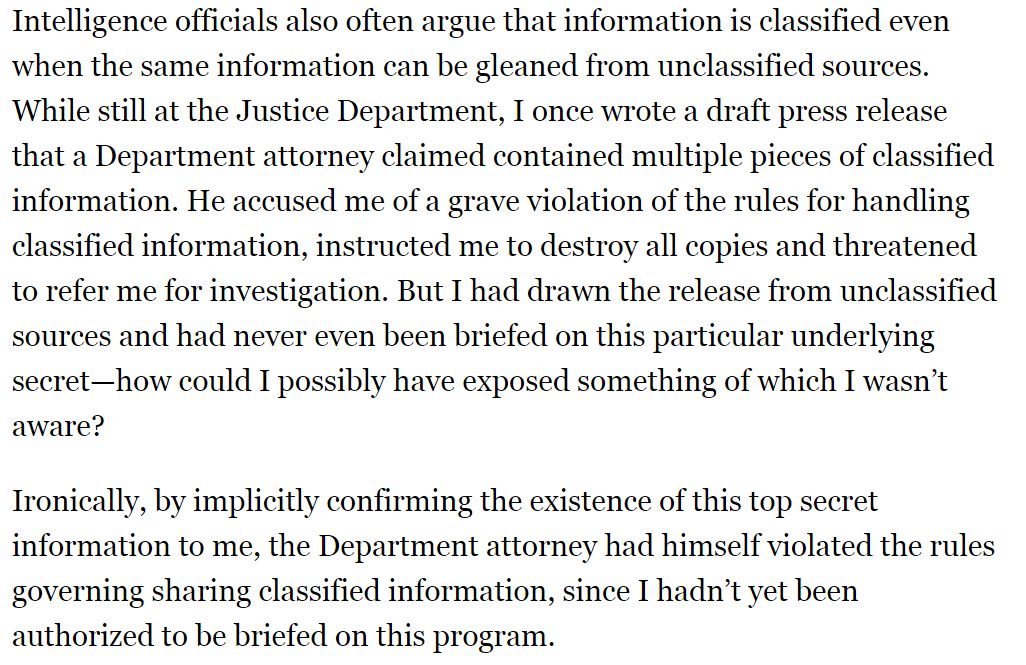 Intelligence officials also often argue that information is classified even
when the same information can be gleaned from unclassified sources.
While still at the Justice Department, I once wrote a draft press release
that a Department attorney claimed contained multiple pieces of classified
information. He accused me of a grave violation of the rules for handling
classified information, instructed me to destroy all copies and threatened
to refer me for investigation. But I had drawn the release from unclassified
sources and had never even been briefed on this particular underlying
secret—how could I possibly have exposed something of which I wasn’t
aware?
Ironically, by implicitly confirming the existence of this top secret
information to me, the Department attorney had himself violated the rules
governing sharing classified information, since I hadn’t yet been
authorized to be briefed on this program.